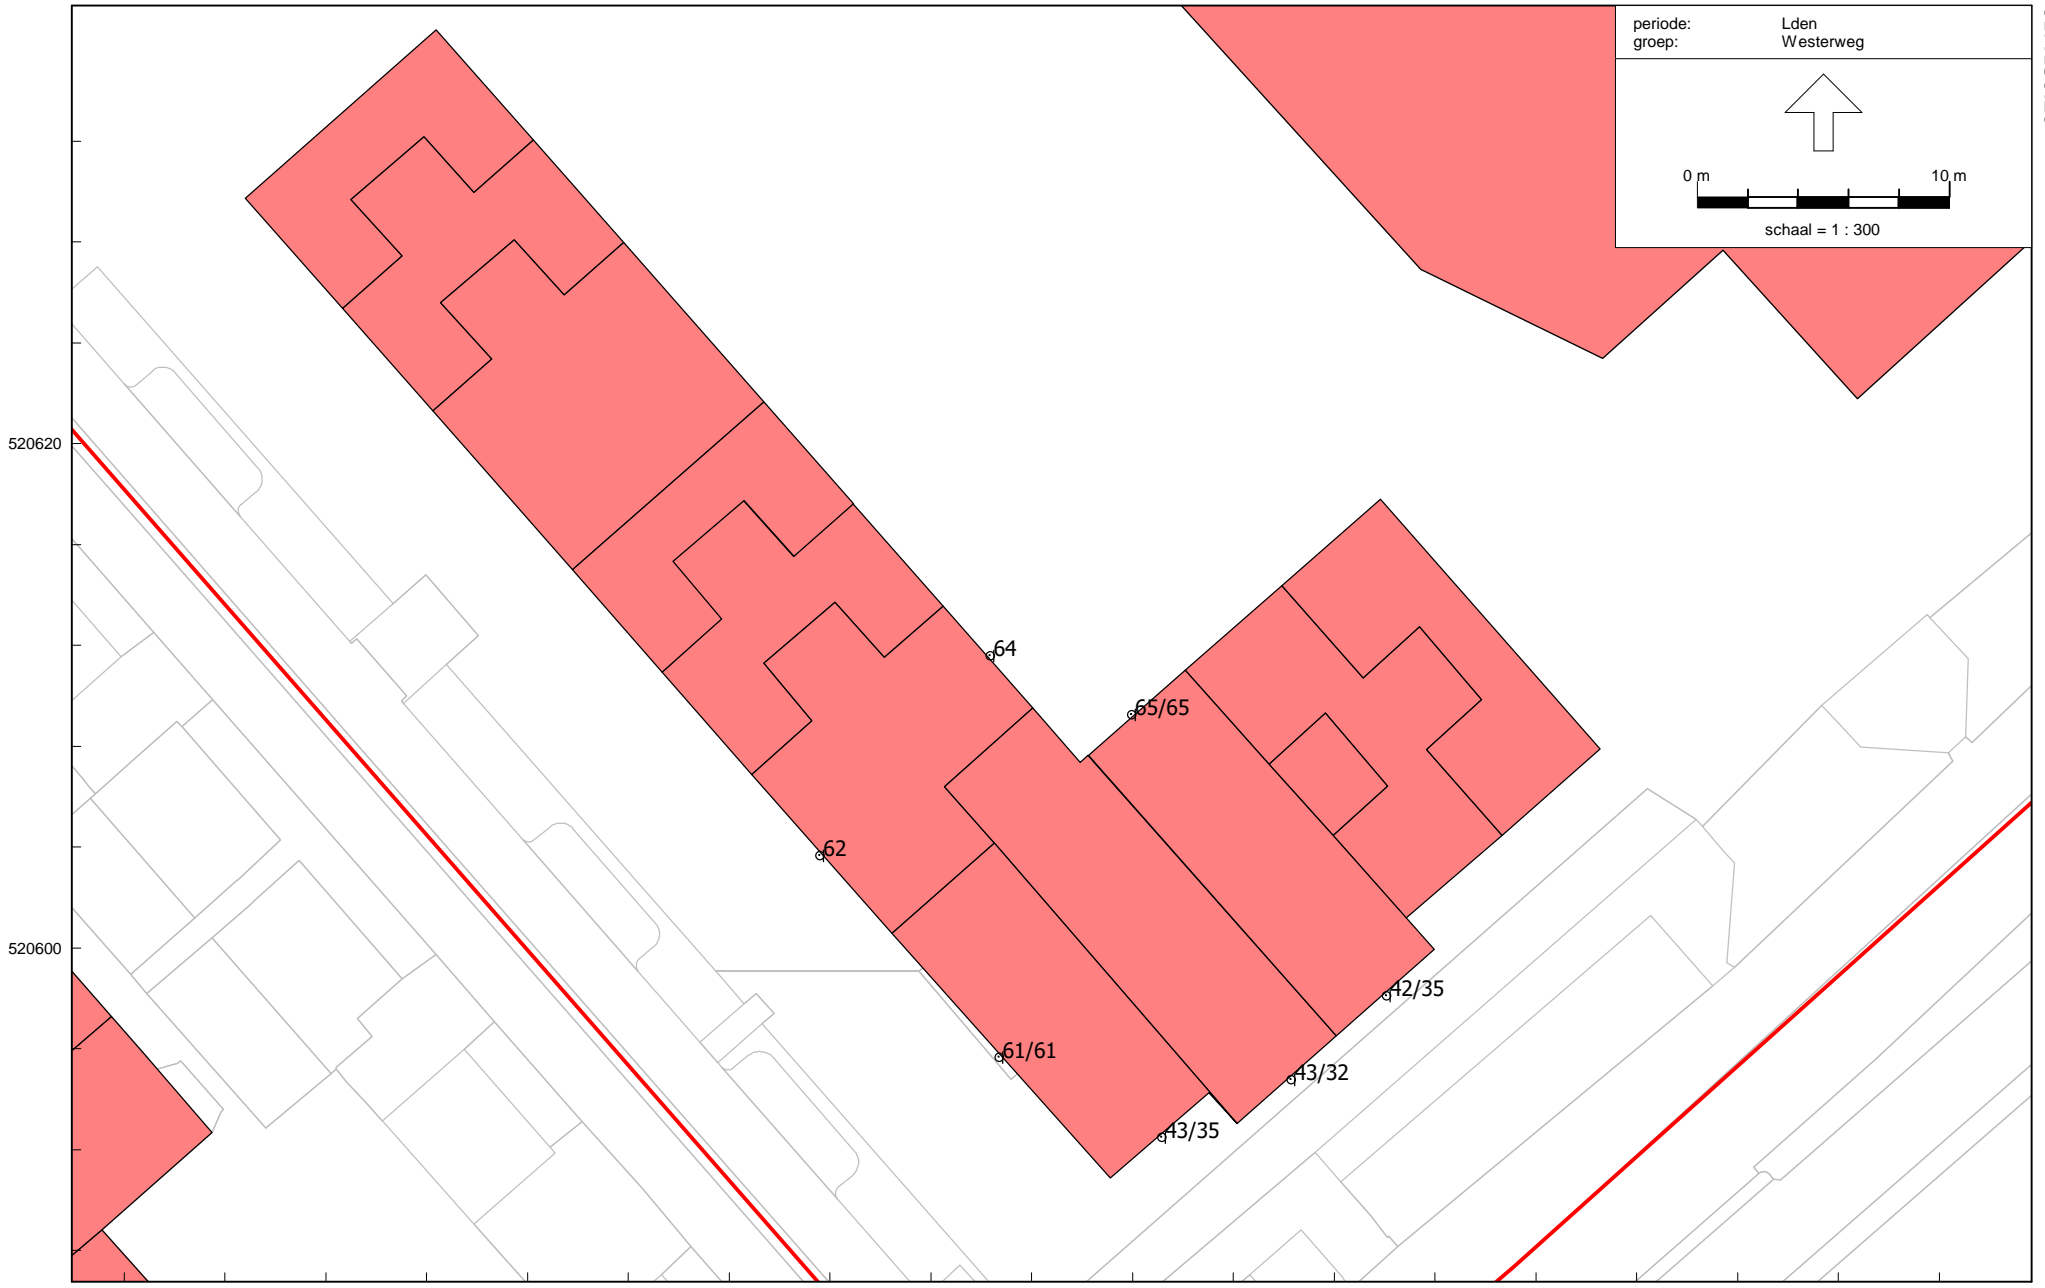 periode: Lden
groep: Westerweg
0 m 10 m
schaal = 1 : 300
520620
64
65/65
62
520600
42/35
61/61
43/32
43/35